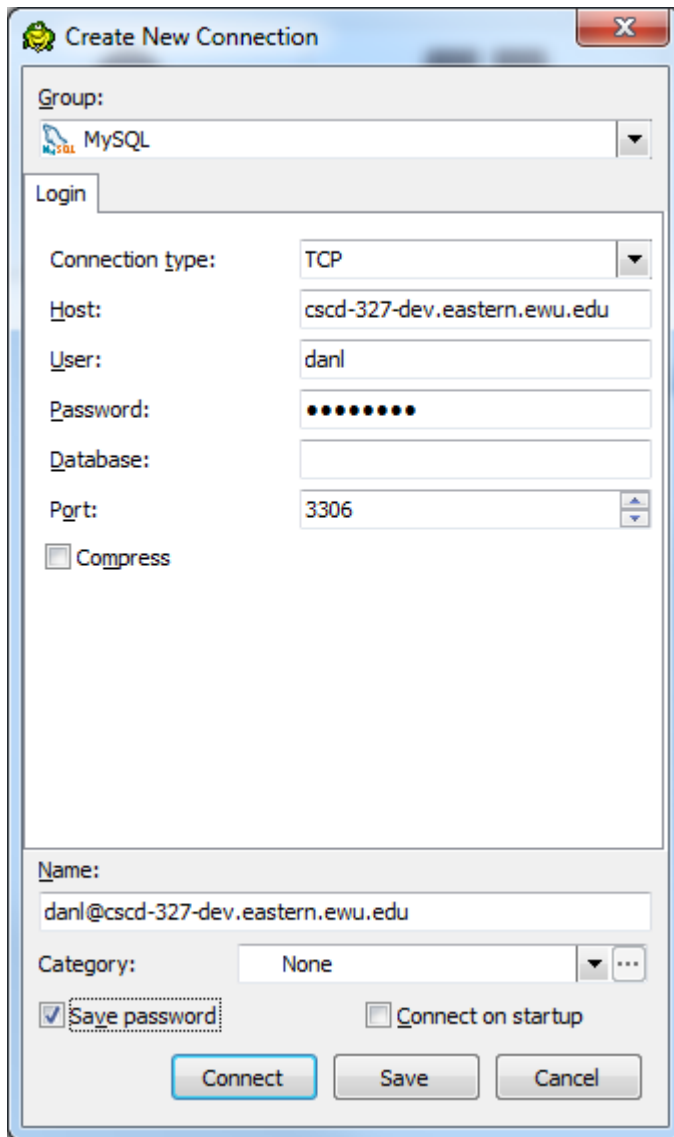 Create New Connection
Group:
MySQL MySQL
Login
Connection type: TCP
Host: cscd-327-dev.eastern.ewu.edu
User: danl
Password: ••••••••
Database:
Port: 3306
Compress
Name:
danl@cscd-327-dev.eastern.ewu.edu
Category: None ...
Save password Connect on startup
Connect Save Cancel